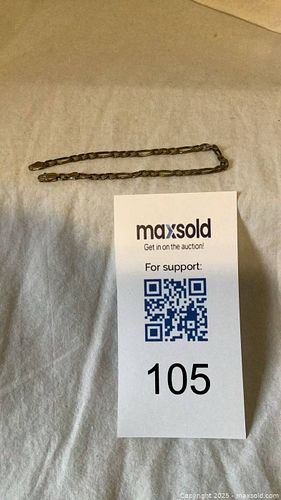 maxsold
Get in on the auction!
For support:
105
Copyright 2025 - maxsold.com